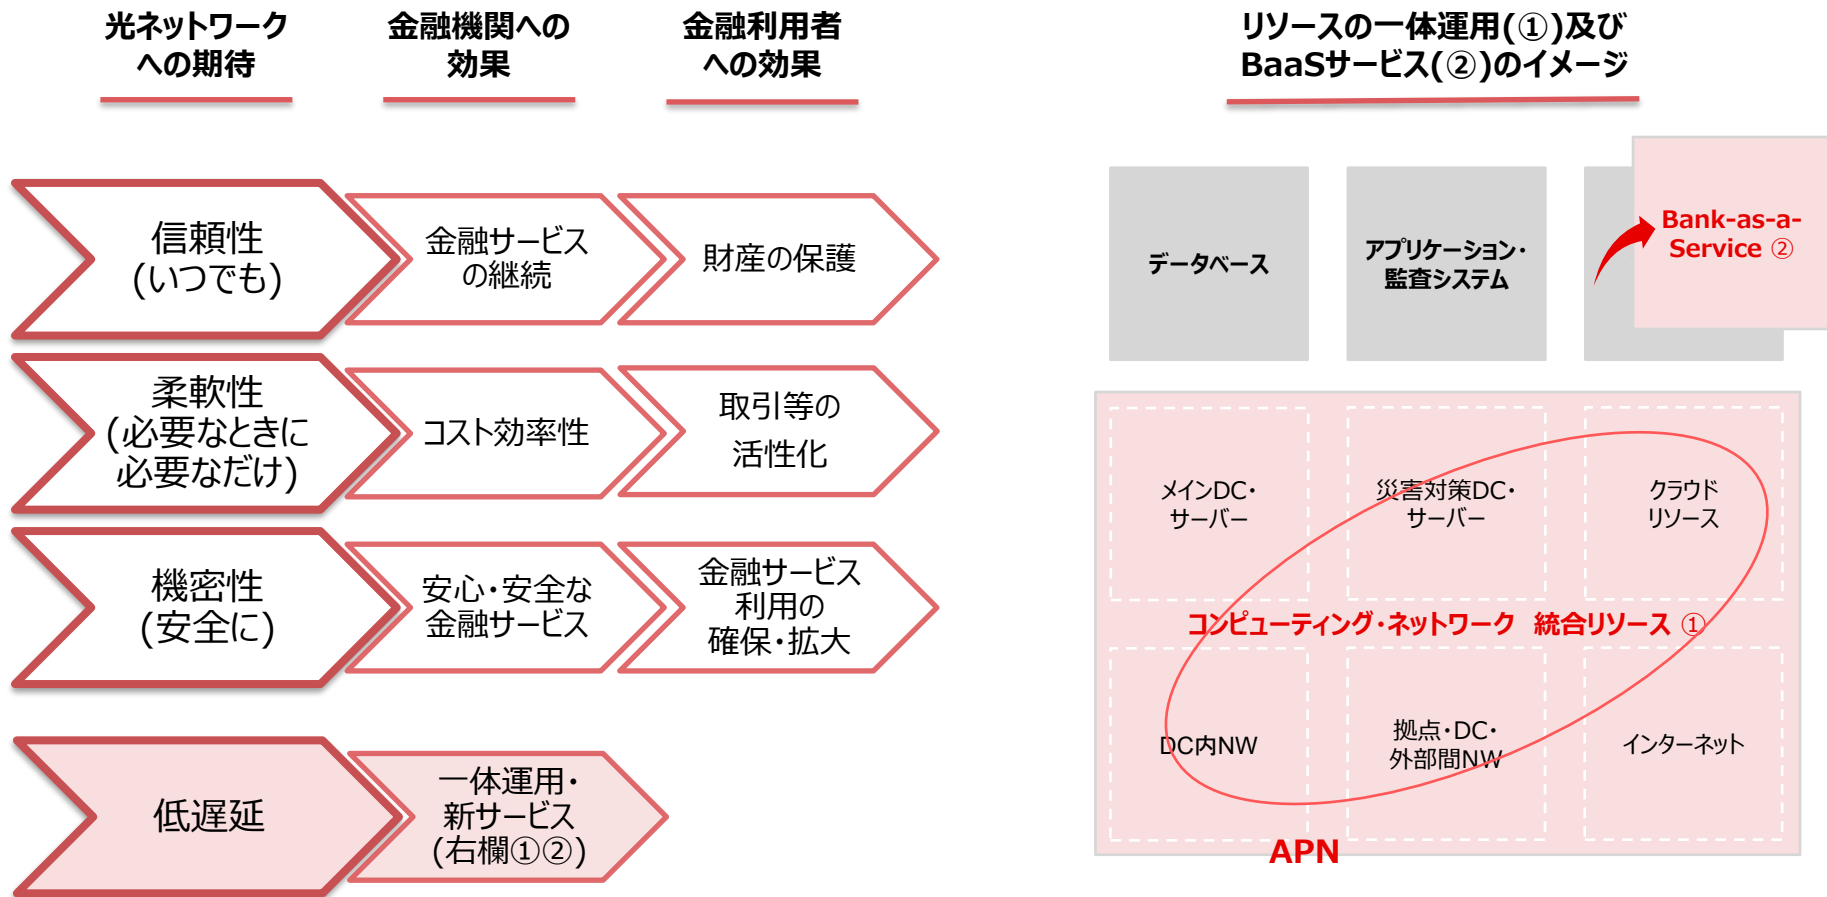 光ネットワーク
への期待
金融機関への
効果
金融利用者
への効果
信頼性
(いつでも)
金融サービス
の継続
財産の保護
柔軟性
(必要なときに
必要なだけ)
コスト効率性
取引等の
活性化
機密性
(安全に)
安心・安全な
金融サービス
金融サービス
利用の
確保・拡大
低遅延
一体運用・
新サービス
(右欄①②)
リソースの一体運用(①)及び
BaaSサービス(②)のイメージ
データベース
アプリケーション・
監査システム
Bank-as-a-
Service ②
メインDC・
サーバー
災害対策DC・
サーバー
クラウド
リソース
コンピューティング・ネットワーク　統合リソース ①
DC内NW
拠点・DC・
外部間NW
インターネット
APN